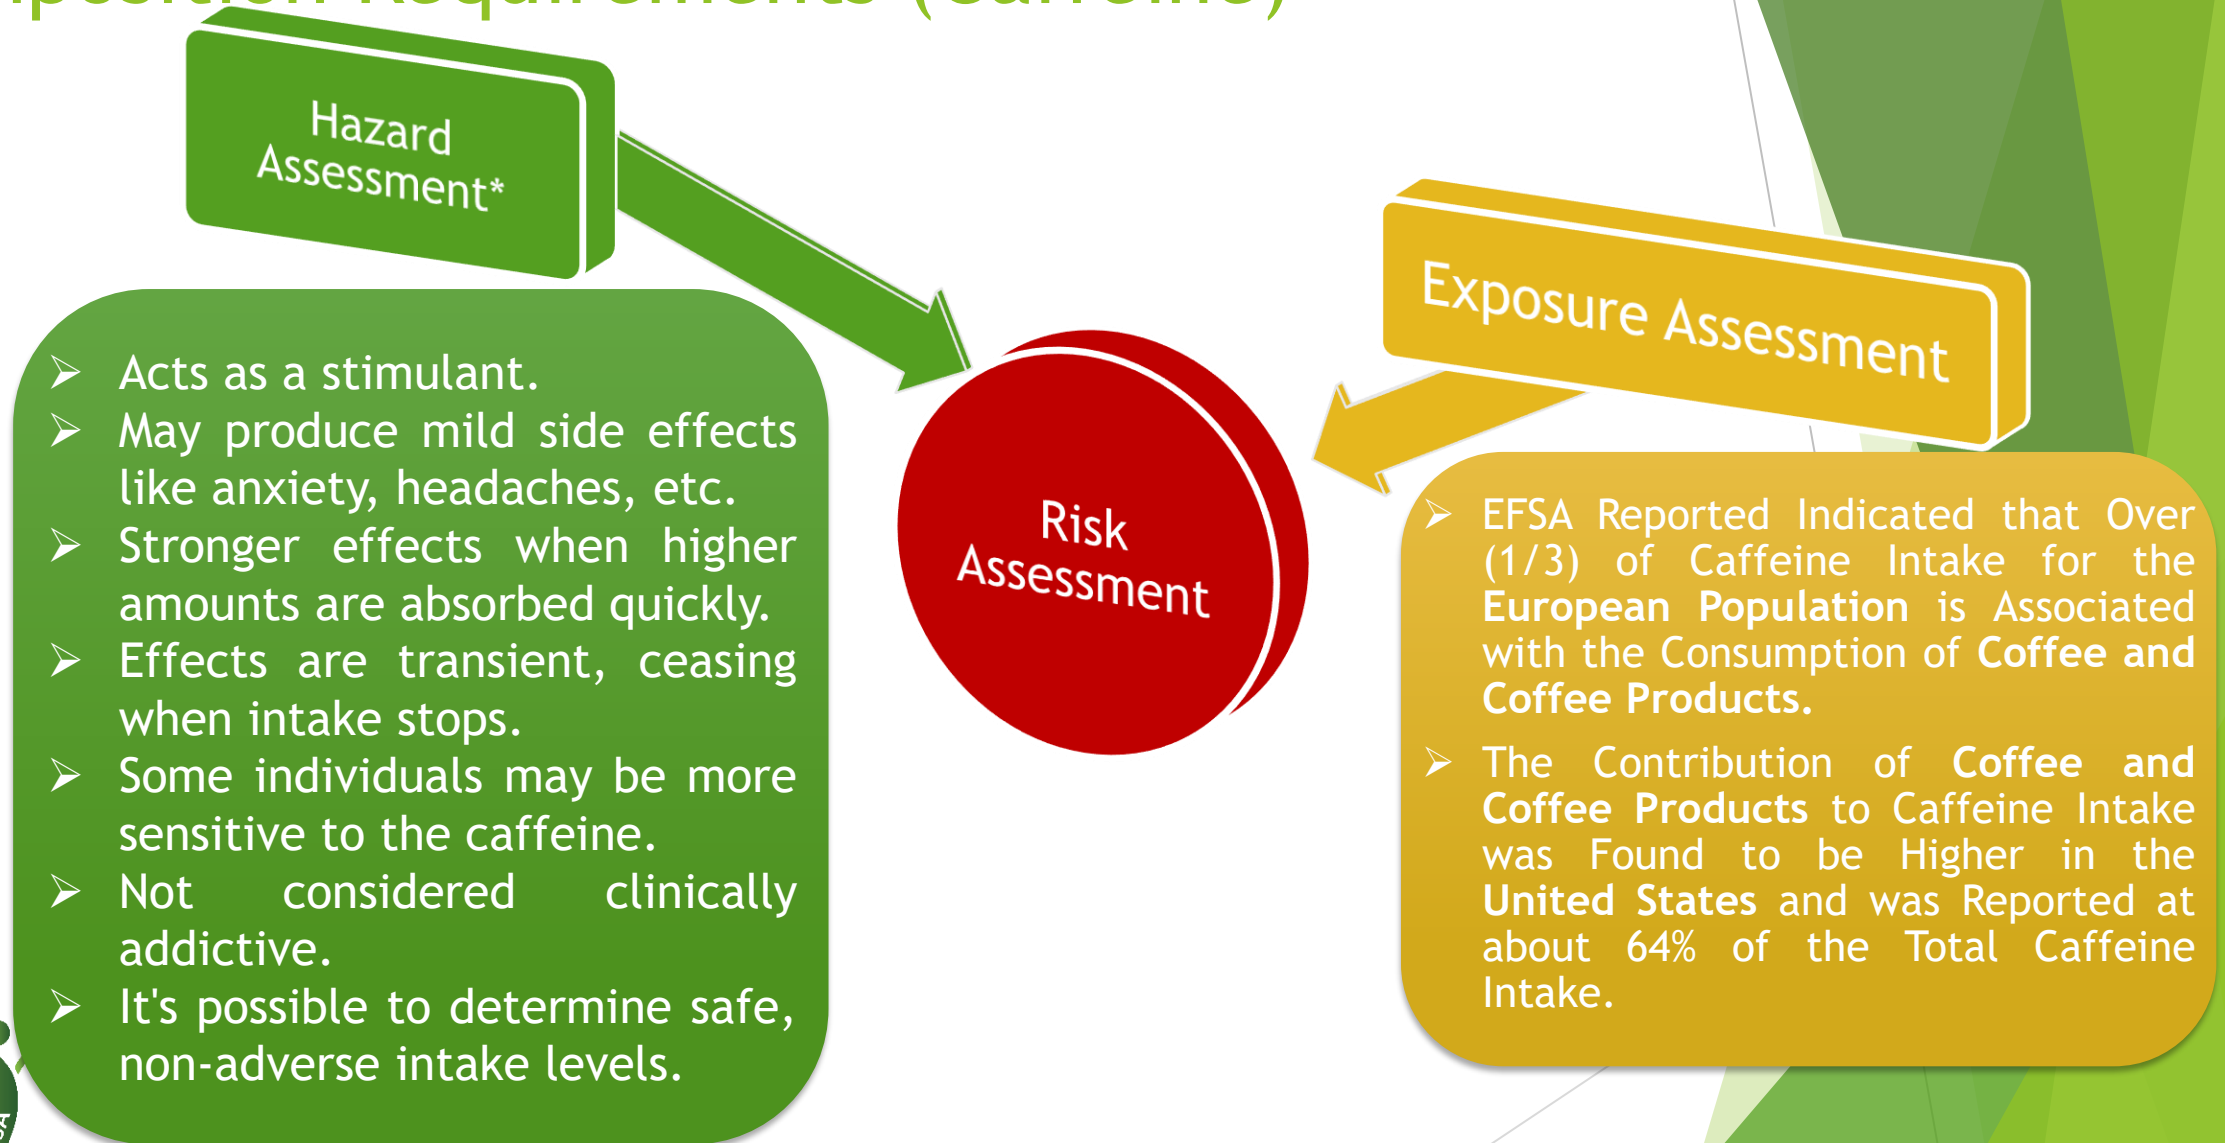 Requirements (Caffeine)
Hazard
Assessment*
➢ Acts as a stimulant.
➢ May produce mild side effects
like anxiety, headaches, etc.
➢ Stronger effects when higher
amounts are absorbed quickly.
➢ Effects are transient, ceasing
when intake stops.
➢ Some individuals may be more
sensitive to the caffeine.
➢ Not considered clinically
addictive.
➢ It's possible to determine safe,
non-adverse intake levels.
Risk
Assessment
Exposure Assessment
➢ EFSA Reported Indicated that Over
(1/3) of Caffeine Intake for the
European Population is Associated
with the Consumption of Coffee and
Coffee Products.
➢ The Contribution of Coffee and
Coffee Products to Caffeine Intake
was Found to be Higher in the
United States and was Reported at
about 64% of the Total Caffeine
Intake.